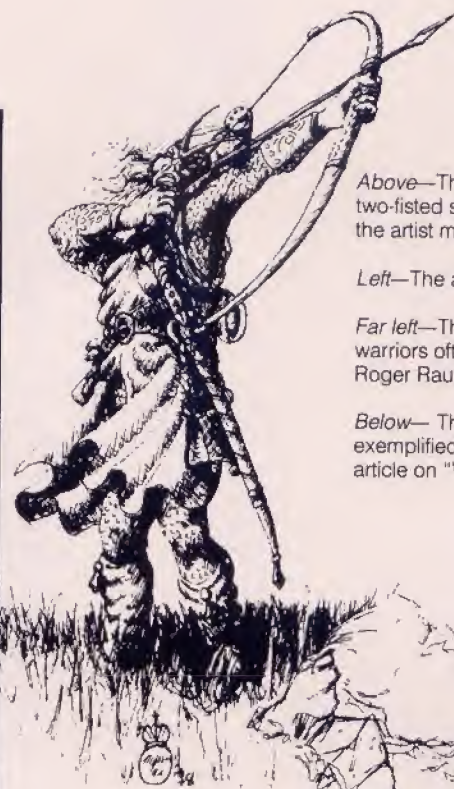 Above—Th
two-fisted s
the artist m
Left—The a
Far left—Th
warriors oft
Roger Rau
Below— Th
exemplified
article on "